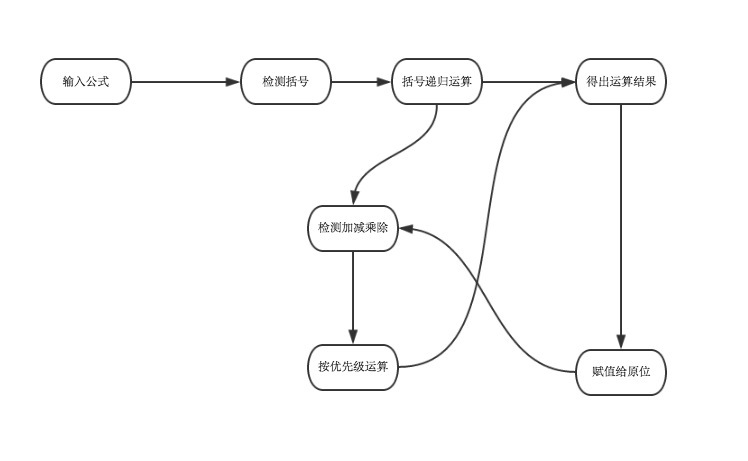 输入公式
检测括号
括号递归运算
得出运算结果
检测加减乘除
按优先级运算
赋值给原位